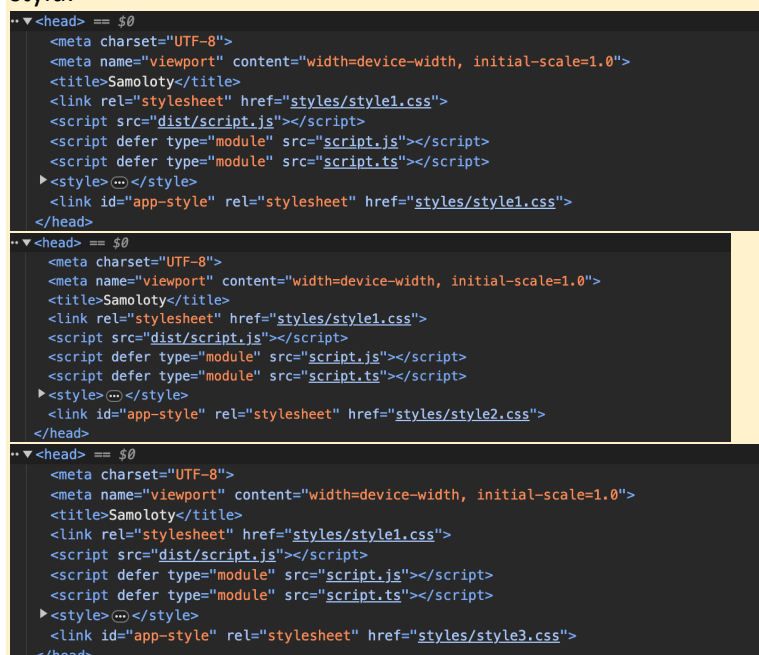 ·· ▼<head> == $0
<meta charset="UTF-8">
<meta name="viewport" content="width=device-width, initial-scale=1.0">
<title>Samoloty</title>
<link rel="stylesheet" href="styles/style1.css">
<script src="dist/script.js"></script>
<script defer type="module" src="script.js"></script>
<script defer type="module" src="script.ts"></script>
▶<style>⋯</style>
<link id="app-style" rel="stylesheet" href="styles/style1.css">
</head>
·· ▼<head> == $0
<meta charset="UTF-8">
<meta name="viewport" content="width=device-width, initial-scale=1.0">
<title>Samoloty</title>
<link rel="stylesheet" href="styles/style1.css">
<script src="dist/script.js"></script>
<script defer type="module" src="script.js"></script>
<script defer type="module" src="script.ts"></script>
▶<style>⋯</style>
<link id="app-style" rel="stylesheet" href="styles/style2.css">
</head>
·· ▼<head> == $0
<meta charset="UTF-8">
<meta name="viewport" content="width=device-width, initial-scale=1.0">
<title>Samoloty</title>
<link rel="stylesheet" href="styles/style1.css">
<script src="dist/script.js"></script>
<script defer type="module" src="script.js"></script>
<script defer type="module" src="script.ts"></script>
▶<style>⋯</style>
<link id="app-style" rel="stylesheet" href="styles/style3.css">
</head>